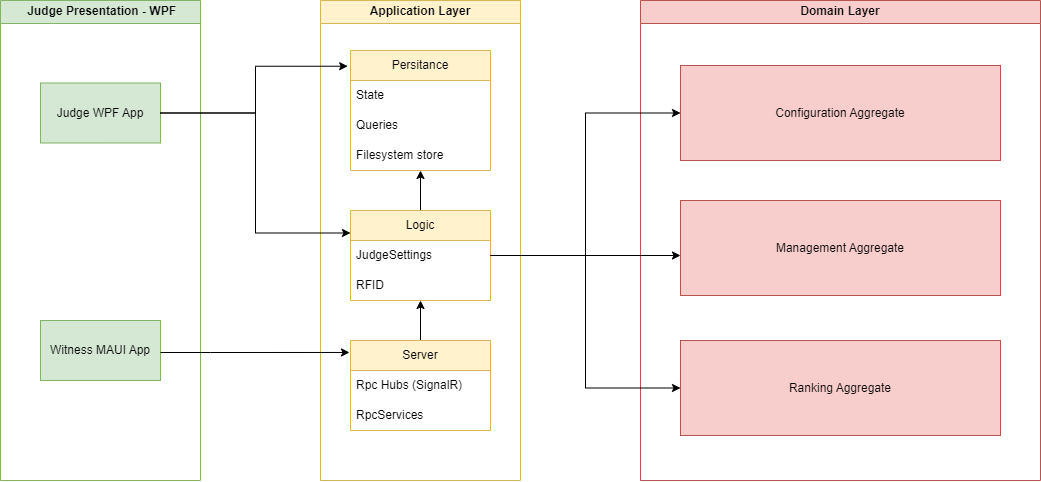 Judge Presentation - WPF
Judge WPF App
Witness MAUI App
Application Layer
Persitance
State
Queries
Filesystem store
Logic
JudgeSettings
RFID
Server
Rpc Hubs (SignalR)
RpcServices
Domain Layer
Configuration Aggregate
Management Aggregate
Ranking Aggregate